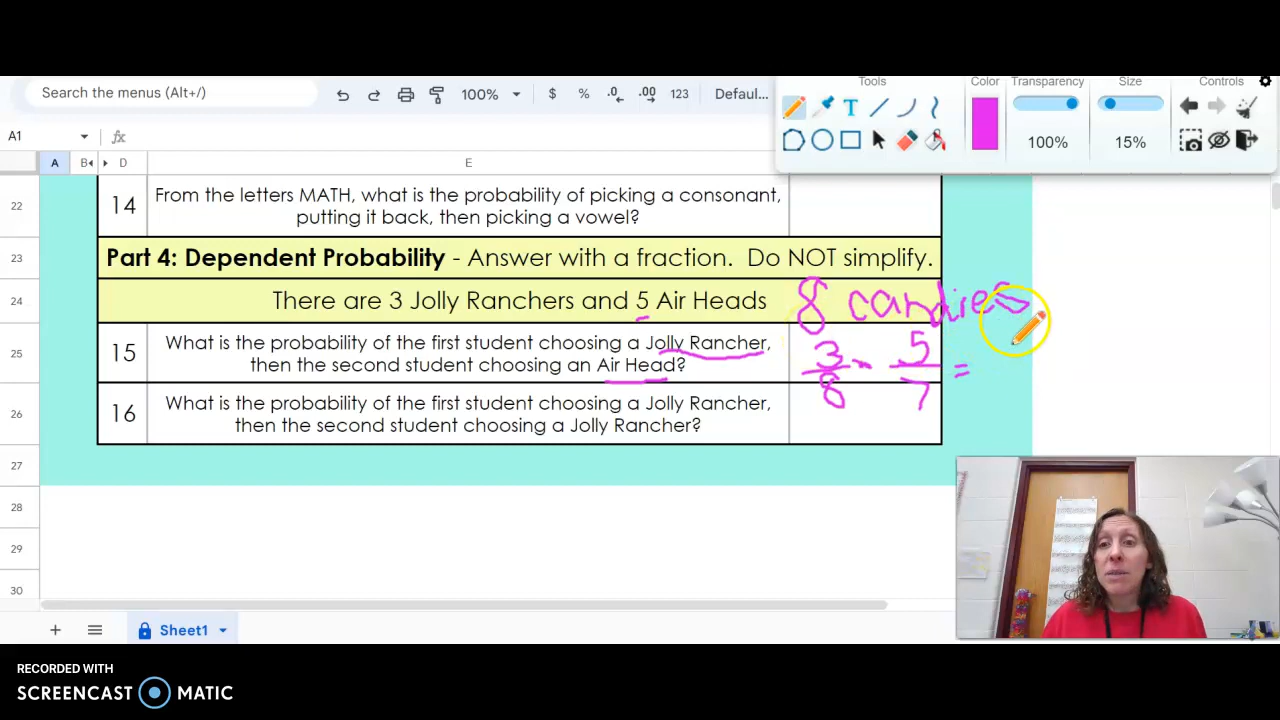 Tools
Color
Transparency
Size
Controls
Search the menus (Alt+/)
100%
$
%
.0
.00
123
Defaul...
100%
15%
A1
fx
A
B
D
E
22
14
From the letters MATH, what is the probability of picking a consonant,
putting it back, then picking a vowel?
23
Part 4: Dependent Probability - Answer with a fraction. Do NOT simplify.
24
There are 3 Jolly Ranchers and 5 Air Heads
8 candies
25
15
What is the probability of the first student choosing a Jolly Rancher,
then the second student choosing an Air Head?
3/8 - 5/7 =
26
16
What is the probability of the first student choosing a Jolly Rancher,
then the second student choosing a Jolly Rancher?
27
28
29
30
+
Sheet1
RECORDED WITH
SCREENCAST MATIC